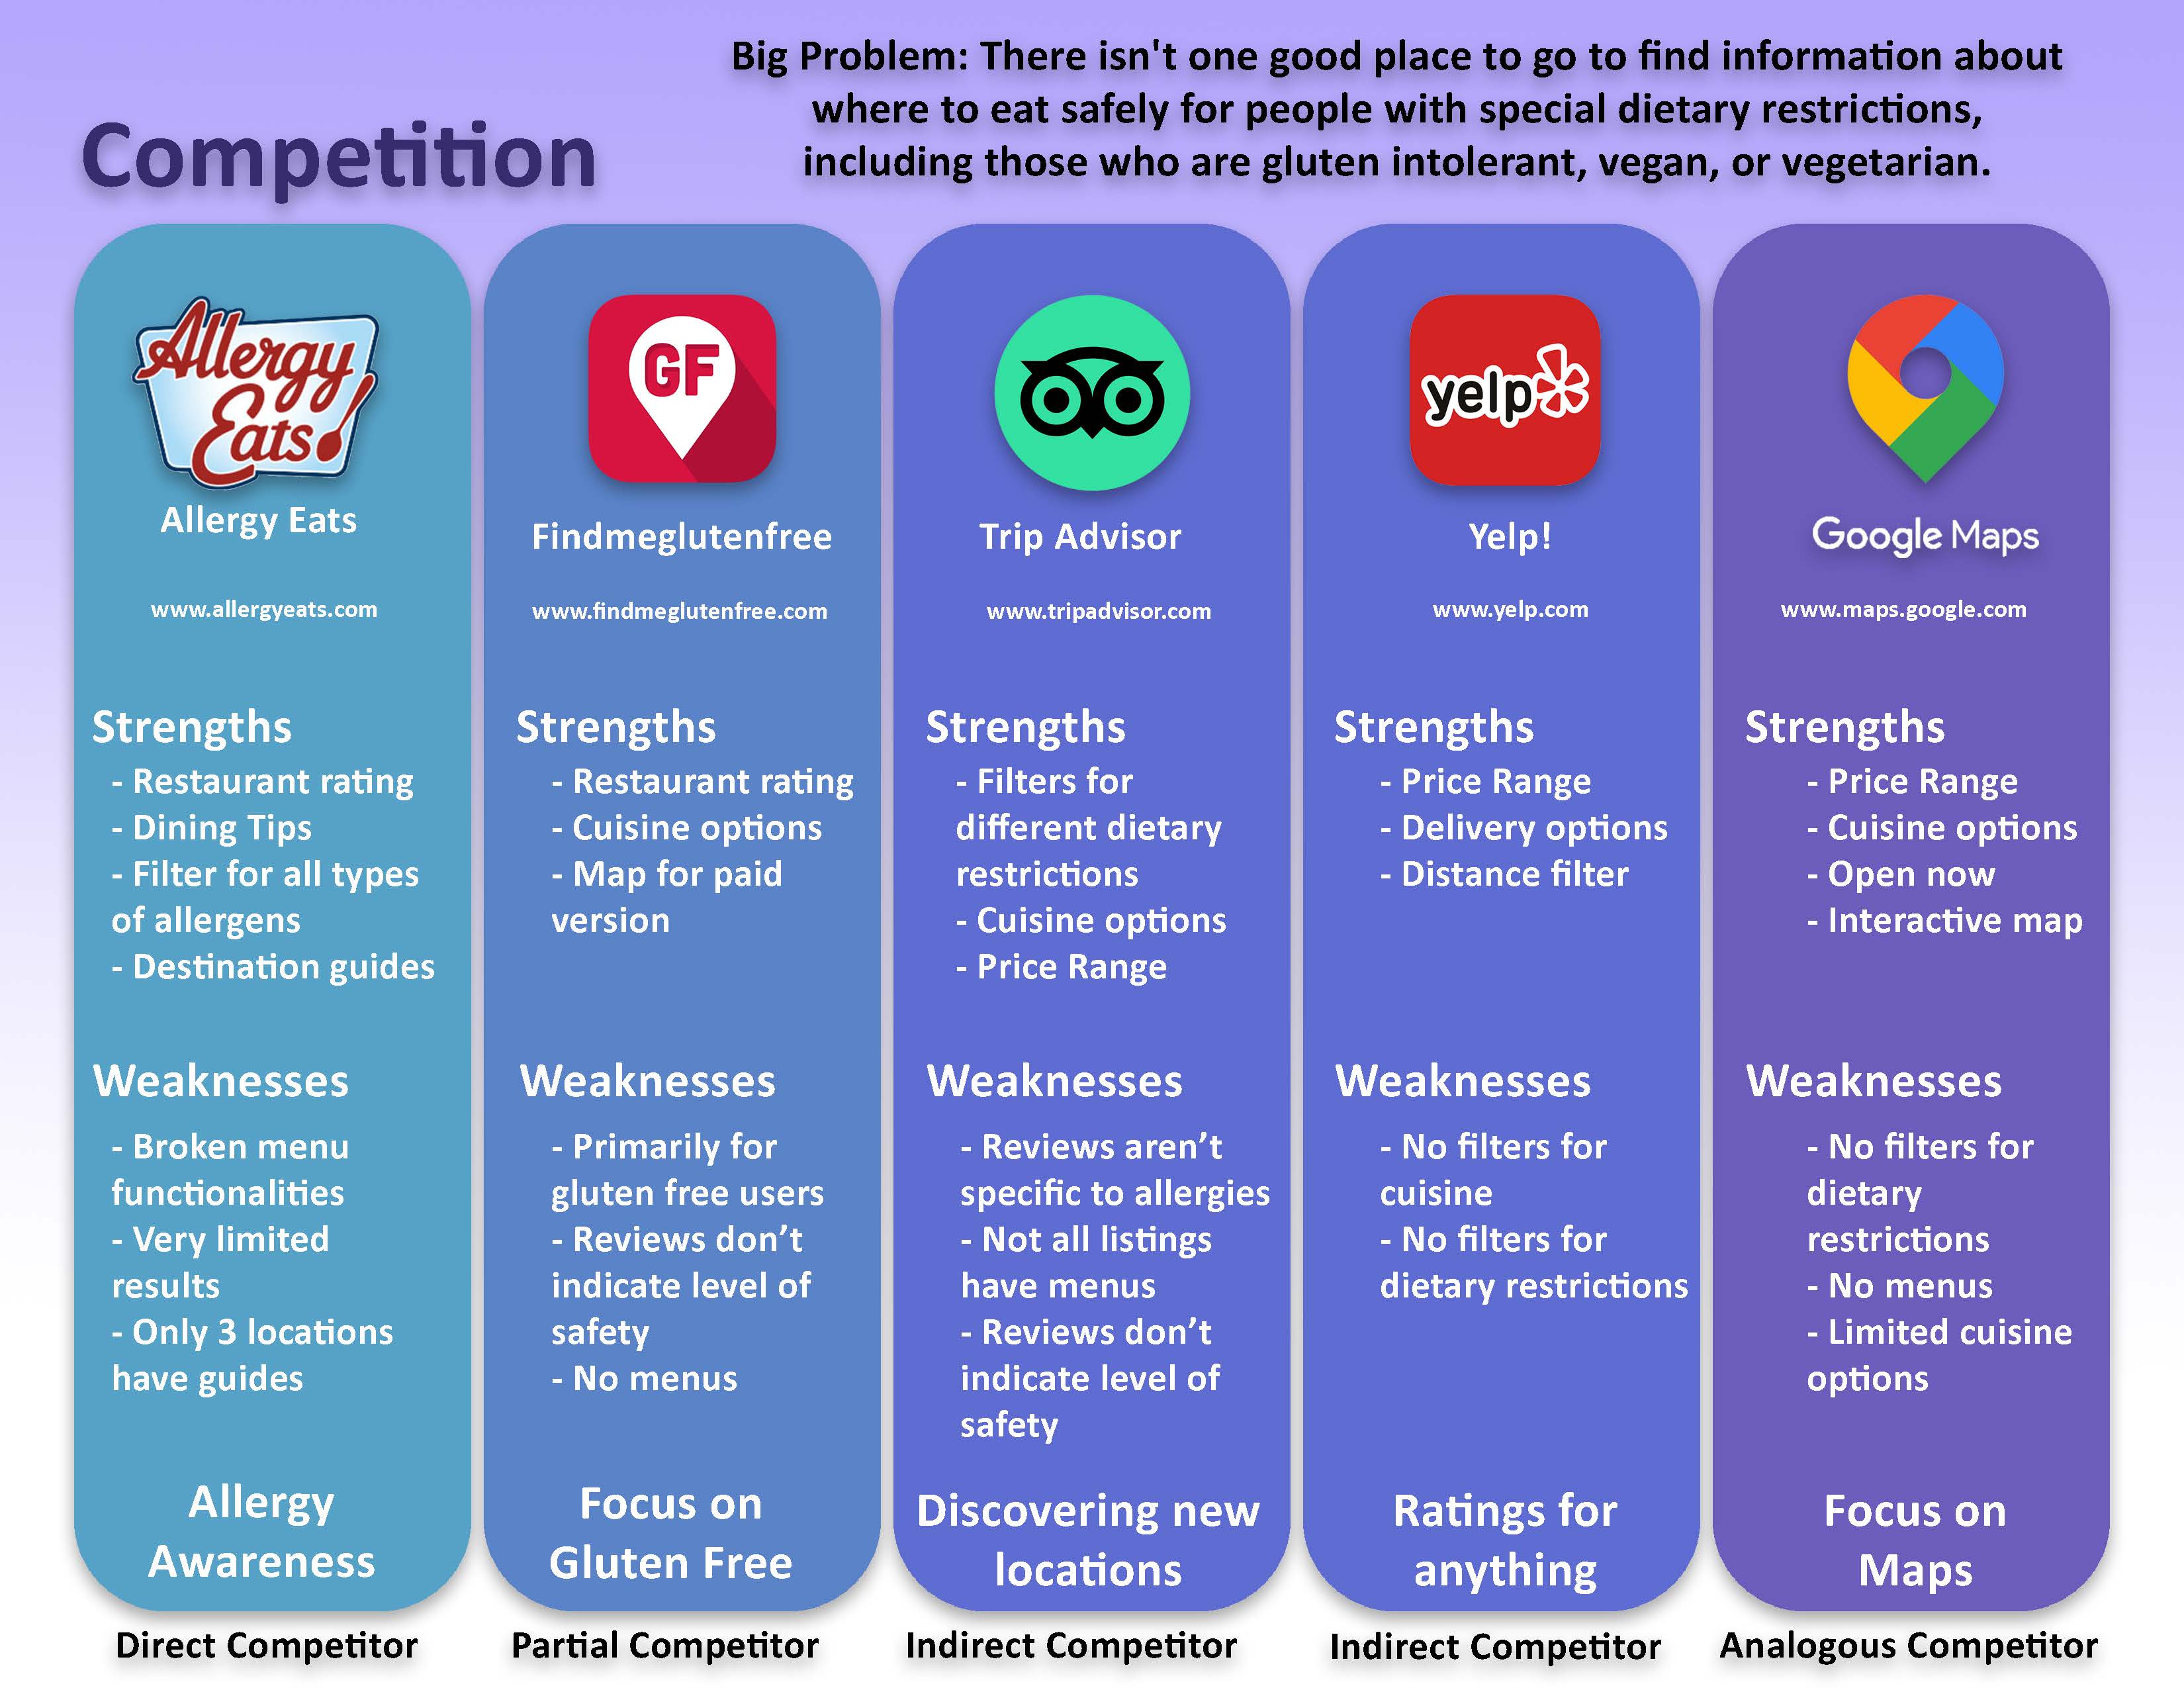 Big Problem: There isn't one good place to go to find information about
where to eat safely for people with special dietary restrictions,
including those who are gluten intolerant, vegan, or vegetarian.
Competition
Allergy
Eats
Allergy Eats
www.allergyeats.com
Strengths
- Restaurant rating
- Dining Tips
- Filter for all types
of allergens
- Destination guides
Weaknesses
- Broken menu
functionalities
- Very limited
results
- Only 3 locations
have guides
Allergy
Awareness
Direct Competitor
GF
Findmeglutenfree
www.findmeglutenfree.com
Strengths
- Restaurant rating
- Cuisine options
- Map for paid
version
Weaknesses
- Primarily for
gluten free users
- Reviews don’t
indicate level of
safety
- No menus
Focus on
Gluten Free
Partial Competitor
Trip Advisor
www.tripadvisor.com
Strengths
- Filters for
different dietary
restrictions
- Cuisine options
- Price Range
Weaknesses
- Reviews aren’t
specific to allergies
- Not all listings
have menus
- Reviews don’t
indicate level of
safety
Discovering new
locations
Indirect Competitor
yelp
Yelp!
www.yelp.com
Strengths
- Price Range
- Delivery options
- Distance filter
Weaknesses
- No filters for
cuisine
- No filters for
dietary restrictions
Ratings for
anything
Indirect Competitor
Google Maps
www.maps.google.com
Strengths
- Price Range
- Cuisine options
- Open now
- Interactive map
Weaknesses
- No filters for
dietary
restrictions
- No menus
- Limited cuisine
options
Focus on
Maps
Analogous Competitor